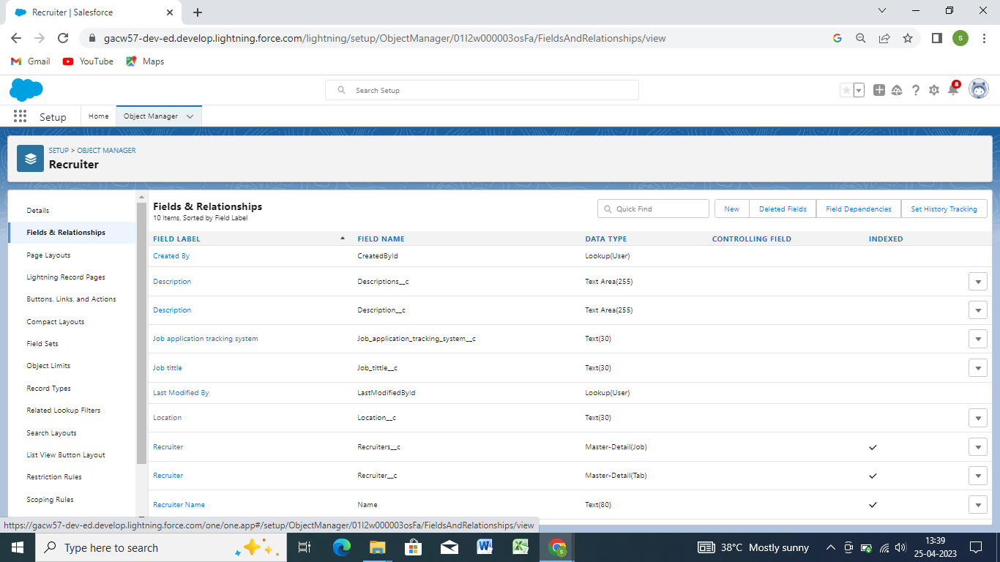 Recruiter | Salesforce
gacw57-dev-ed.develop.lightning.force.com/lightning/setup/ObjectManager/01I2w000003osFa/FieldsAndRelationships/view
S
Gmail YouTube Maps
Search Setup
8
Setup Home Object Manager
SETUP > OBJECT MANAGER
Recruiter
Details
Fields & Relationships
Page Layouts
Lightning Record Pages
Buttons, Links, and Actions
Compact Layouts
Field Sets
Object Limits
Record Types
Related Lookup Filters
Search Layouts
List View Button Layout
Restriction Rules
Scoping Rules
Fields & Relationships
10 Items, Sorted by Field Label
Quick Find New Deleted Fields Field Dependencies Set History Tracking
FIELD LABEL FIELD NAME DATA TYPE CONTROLLING FIELD INDEXED
Created By CreatedById Lookup(User)
Description Descriptions__c Text Area(255)
Description Description__c Text Area(255)
Job application tracking system Job_application_tracking_system__c Text(30)
Job tittle Job_tittle__c Text(30)
Last Modified By LastModifiedById Lookup(User)
Location Location__c Text(30)
Recruiter Recruiters__c Master-Detail(Job)
Recruiter Recruiter__c Master-Detail(Tab)
Recruiter Name Name Text(80)
https://gacw57-dev-ed.develop.lightning.force.com/one/one.app#/setup/ObjectManager/01I2w000003osFa/FieldsAndRelationships/view
Type here to search
38°C Mostly sunny
13:39
25-04-2023